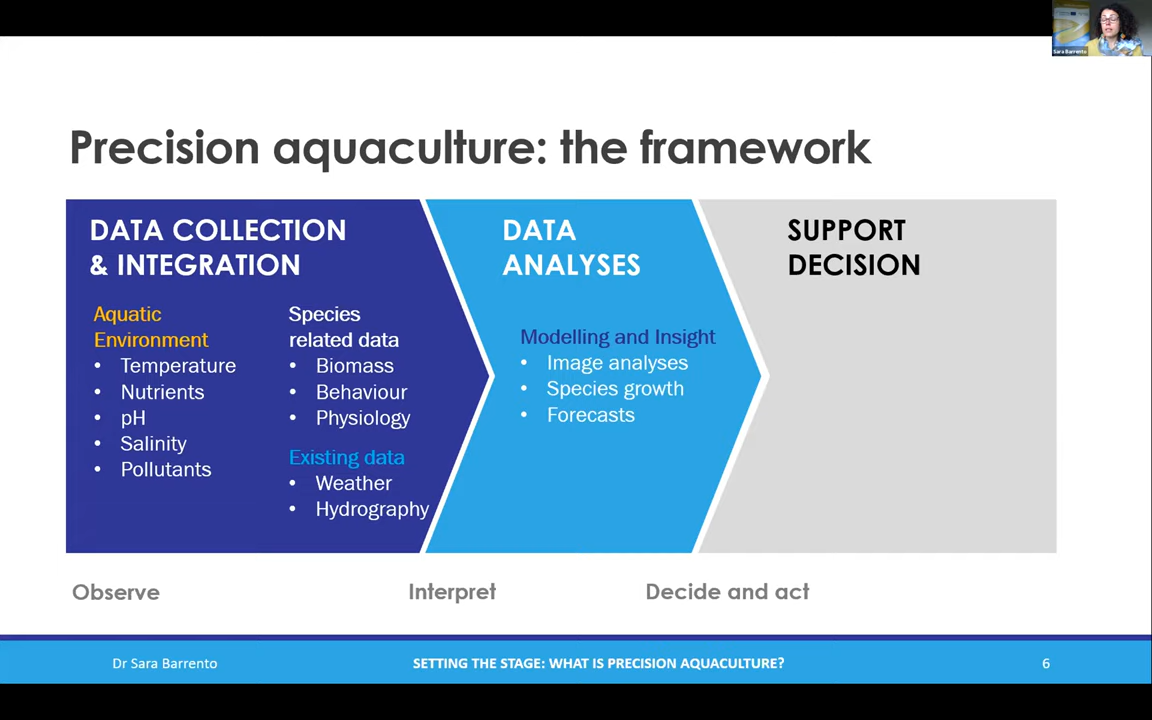 Sara Barrento
Precision aquaculture: the framework
DATA COLLECTION
& INTEGRATION
Aquatic
Environment
• Temperature
• Nutrients
• pH
• Salinity
• Pollutants
Species
related data
• Biomass
• Behaviour
• Physiology
Existing data
• Weather
• Hydrography
DATA
ANALYSES
Modelling and Insight
• Image analyses
• Species growth
• Forecasts
SUPPORT
DECISION
Observe
Interpret
Decide and act
Dr Sara Barrento
SETTING THE STAGE: WHAT IS PRECISION AQUACULTURE?
6